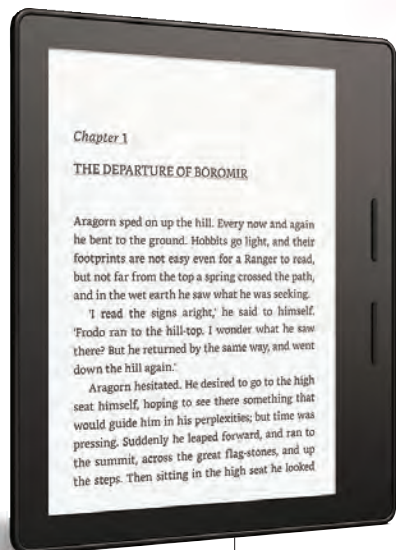 Chapter 1
THE DEPARTURE OF BOROMIR
Aragorn sped on up the hill. Every now and again
he bent to the ground. Hobbits go light, and their
footprints are not easy even for a Ranger to read,
but not far from the top a spring crossed the path,
and in the wet earth he saw what he was seeking.
'I read the signs aright,' he said to himself.
'Frodo ran to the hill-top. I wonder what he saw
there? But he returned by the same way, and went
down the hill again.'
Aragorn hesitated. He desired to go to the high
seat himself, hoping to see there something that
would guide him in his perplexities; but time was
pressing. Suddenly he leaped forward, and ran to
the summit, across the great flag-stones, and up
the steps. Then sitting in the high seat he looked